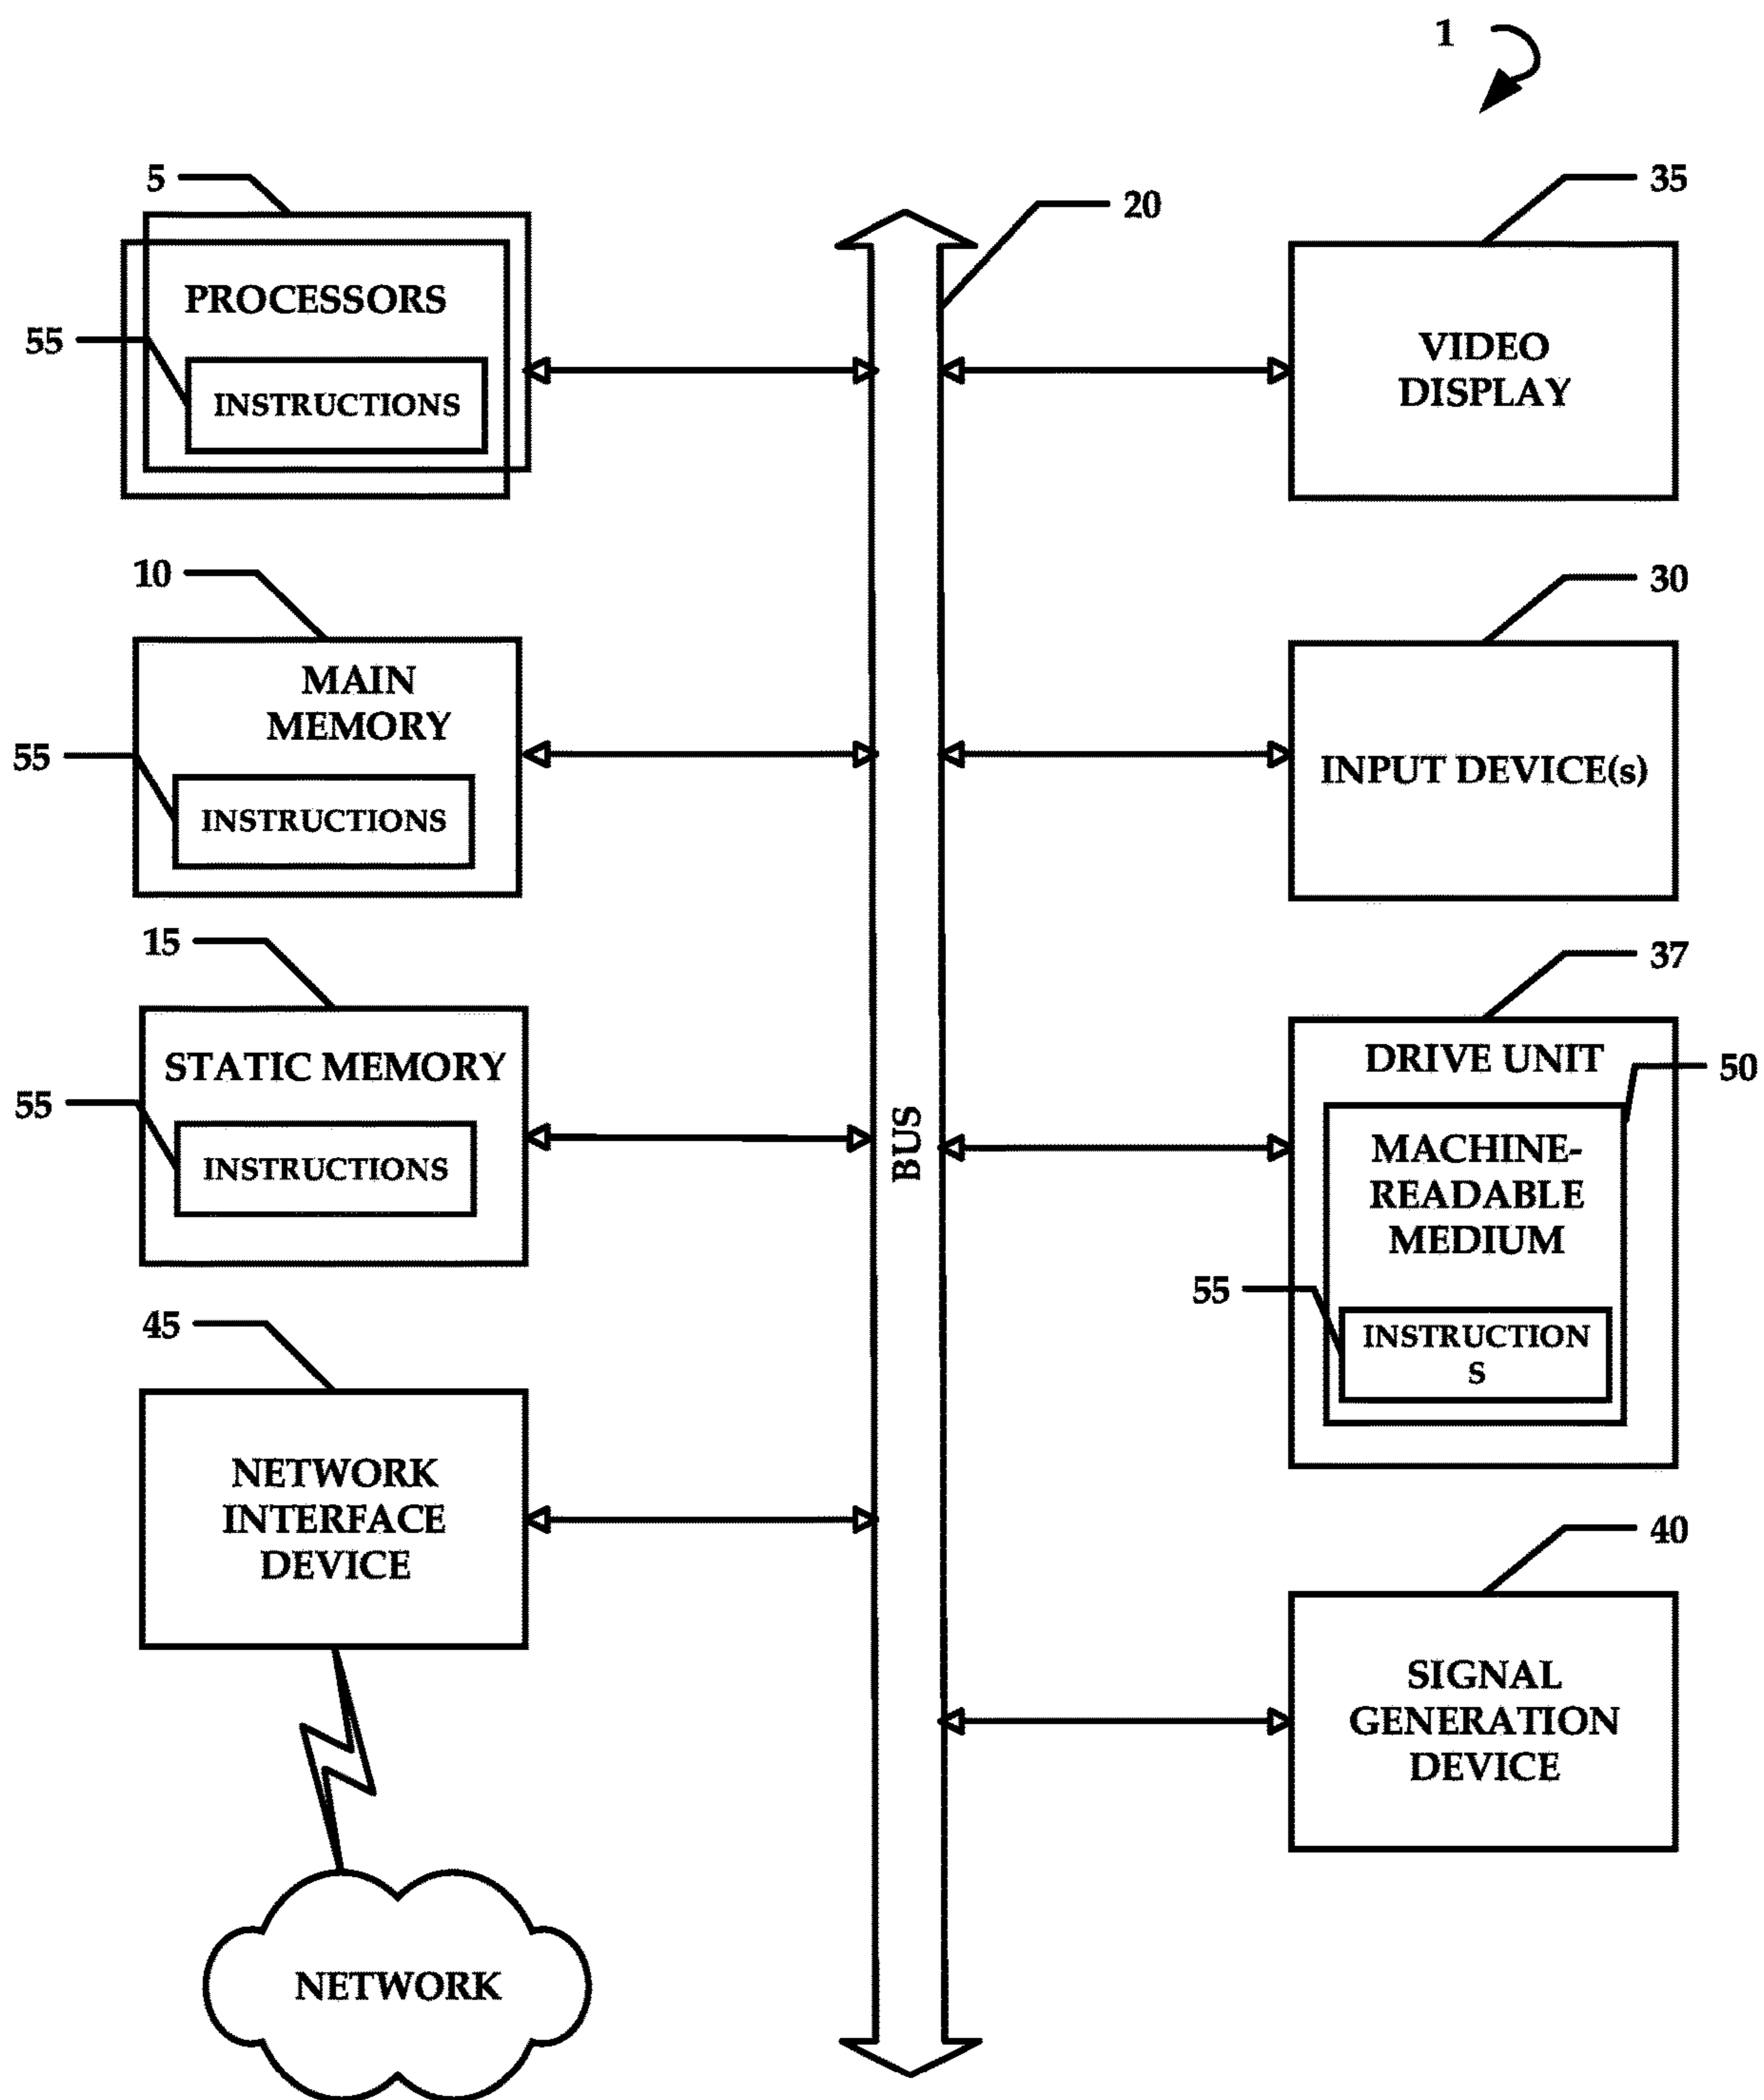 1
5
PROCESSORS
55
INSTRUCTIONS
10
MAIN
MEMORY
55
INSTRUCTIONS
15
STATIC MEMORY
55
INSTRUCTIONS
45
NETWORK
INTERFACE
DEVICE
NETWORK
20
BUS
35
VIDEO
DISPLAY
30
INPUT DEVICE(s)
37
DRIVE UNIT
50
MACHINE-
READABLE
MEDIUM
55
INSTRUCTION
S
40
SIGNAL
GENERATION
DEVICE